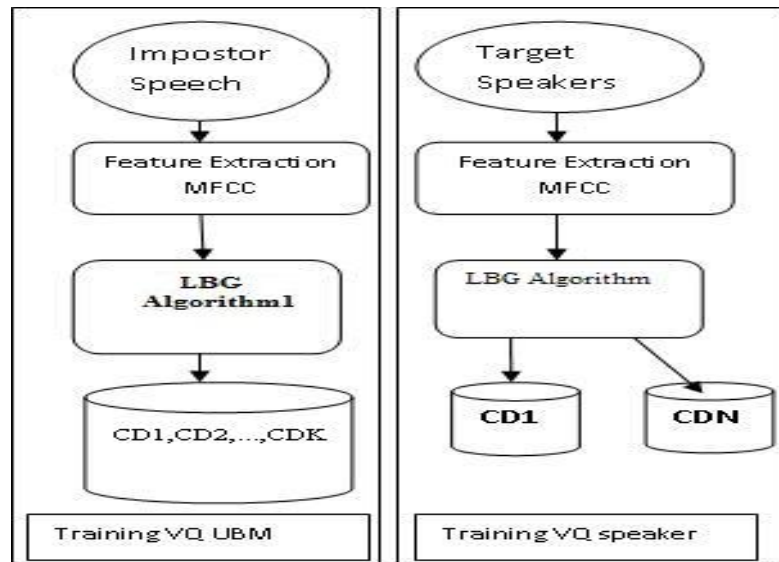 Impostor
Speech
Feature Extraction
MFCC
LBG
Algorithm1
CD1,CD2,...,CDK
Training VQ UBM
Target
Speakers
Feature Extraction
MFCC
LBG Algorithm
CD1
CDN
Training VQ speaker